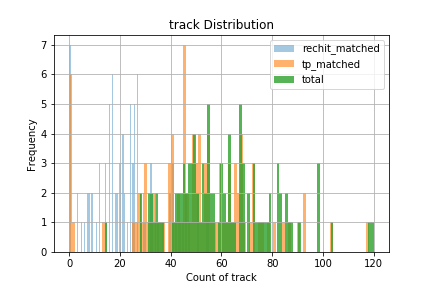 track Distribution
rechit_matched
tp_matched
total
7
6
5
4
3
2
1
0
Frequency
0 20 40 60 80 100 120
Count of track